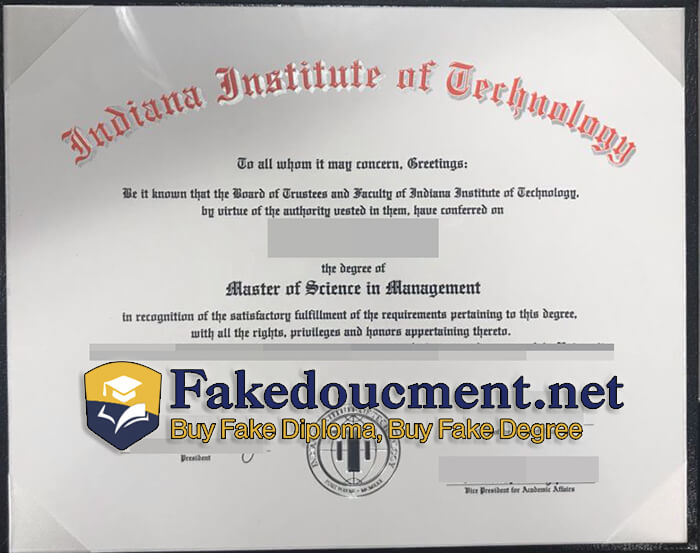 Indiana Institute of Technology
To all whom it may concern, Greetings:
Be it known that the Board of Trustees and Faculty of Indiana Institute of Technology,
by virtue of the authority vested in them, have conferred on
the degree of
Master of Science in Management
in recognition of the satisfactory fulfillment of the requirements pertaining to this degree,
with all the rights, privileges and honors appertaining thereto.
Fakedoucment.net
Buy Fake Diploma, Buy Fake Degree
President
Vice President for Academic Affairs